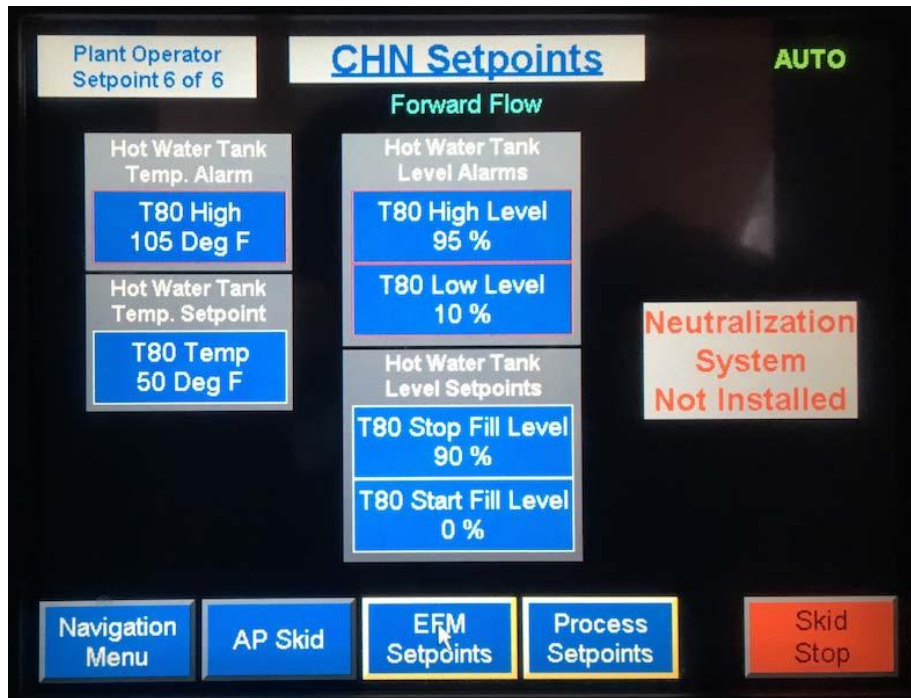 Plant Operator
Setpoint 6 of 6
CHN Setpoints
AUTO
Forward Flow
Hot Water Tank
Temp. Alarm
T80 High
105 Deg F
Hot Water Tank
Temp. Setpoint
T80 Temp
50 Deg F
Hot Water Tank
Level Alarms
T80 High Level
95 %
T80 Low Level
10 %
Hot Water Tank
Level Setpoints
T80 Stop Fill Level
90 %
T80 Start Fill Level
0 %
Neutralization
System
Not Installed
Navigation
Menu
AP Skid
EFM
Setpoints
Process
Setpoints
Skid
Stop